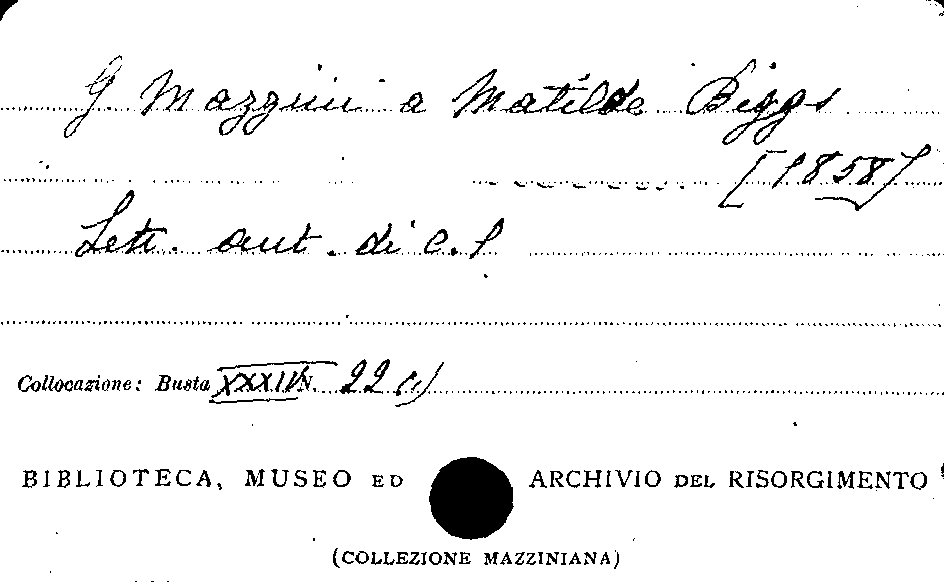 G. Mazzini a Matilde Biggs
[1858]
Lett. aut. di c. 1
Collocazione: Busta XXXIV N. 22 (1)
BIBLIOTECA, MUSEO ED ARCHIVIO DEL RISORGIMENTO
(COLLEZIONE MAZZINIANA)